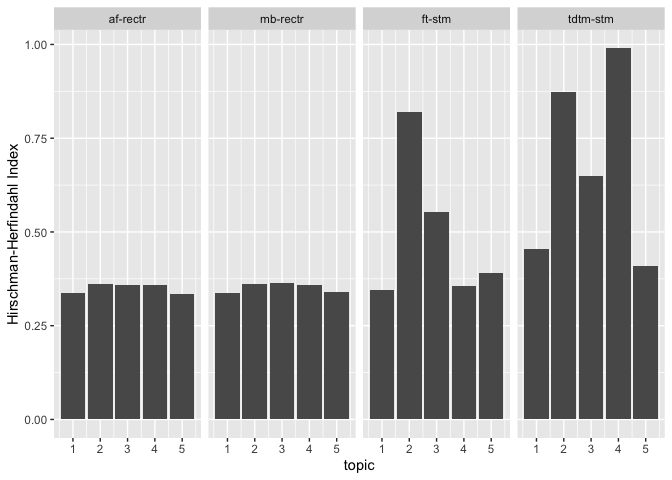 af-rectr mb-rectr ft-stm tdtm-stm
Hirschman-Herfindahl Index
1.00
0.75
0.50
0.25
0.00
1 2 3 4 5 1 2 3 4 5 1 2 3 4 5 1 2 3 4 5
topic